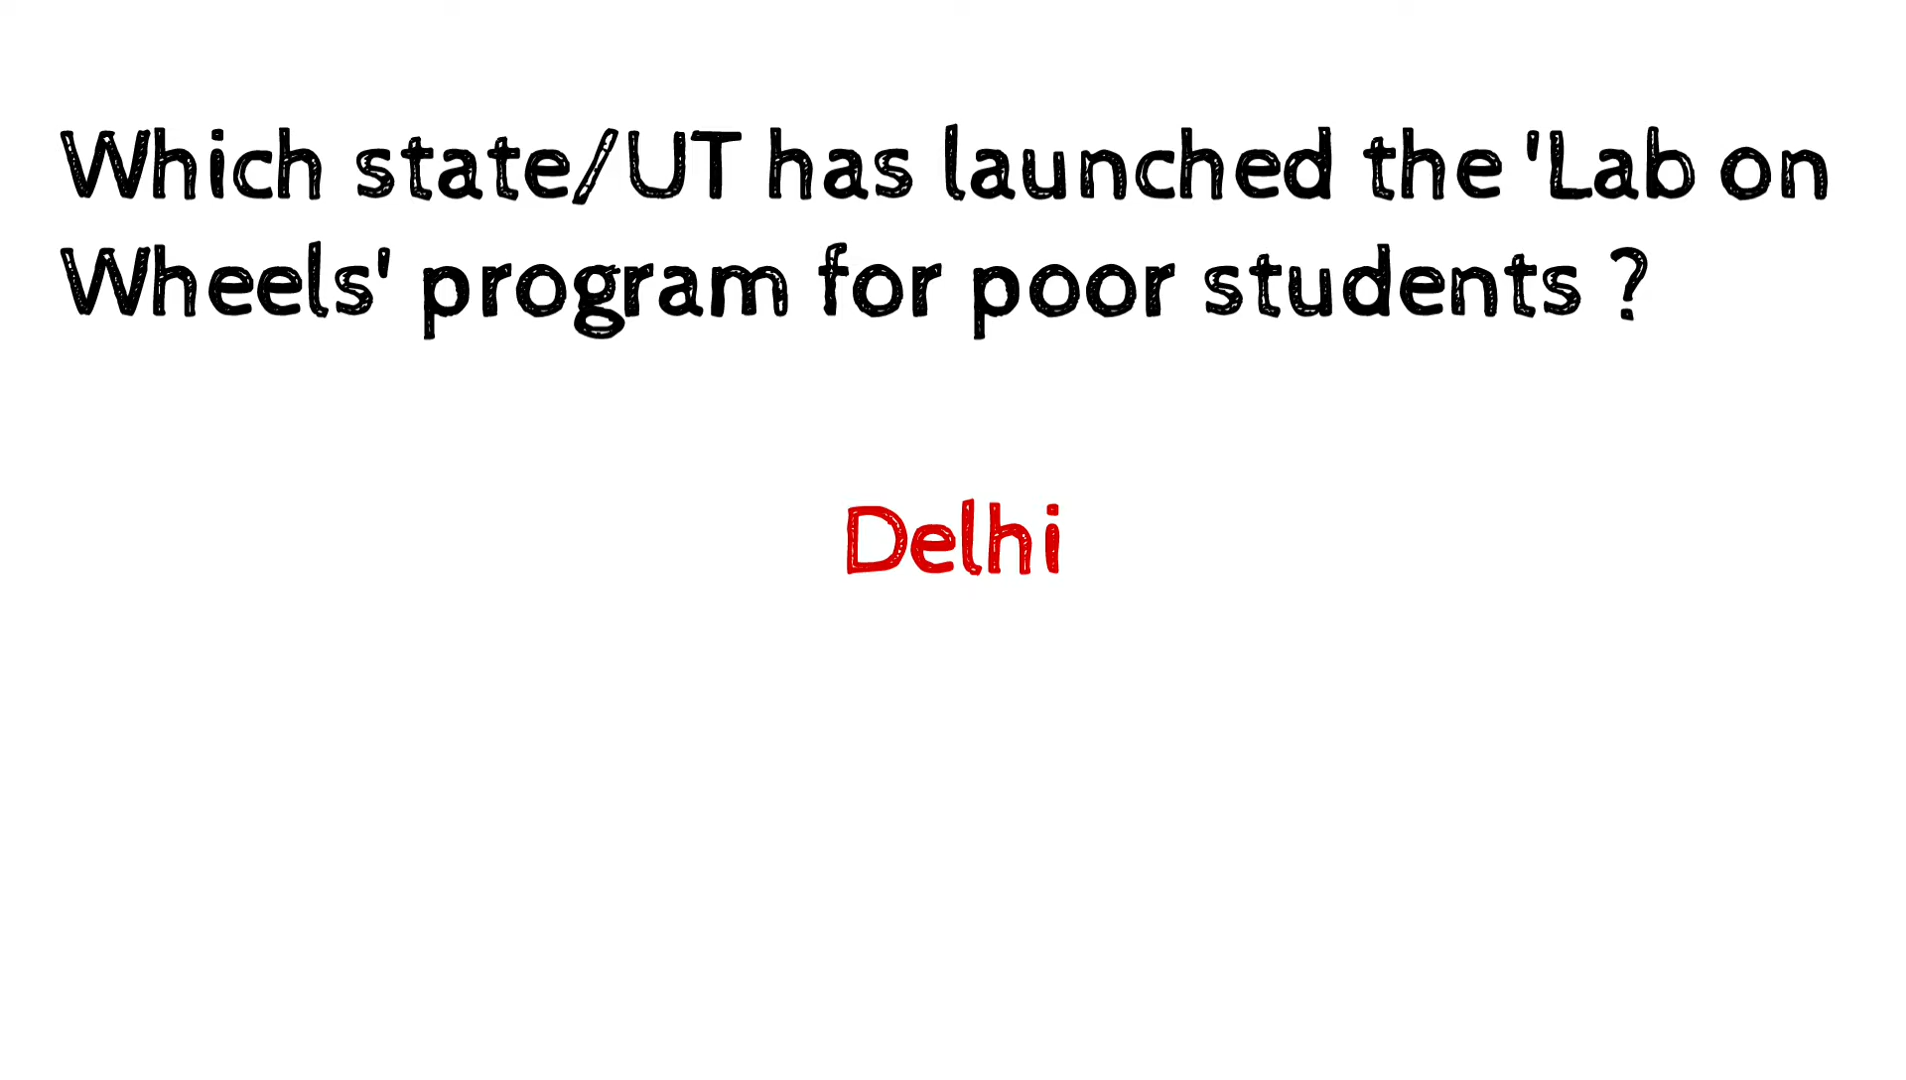 Which state/UT has launched the 'Lab on
Wheels' program for poor students ?
Delhi